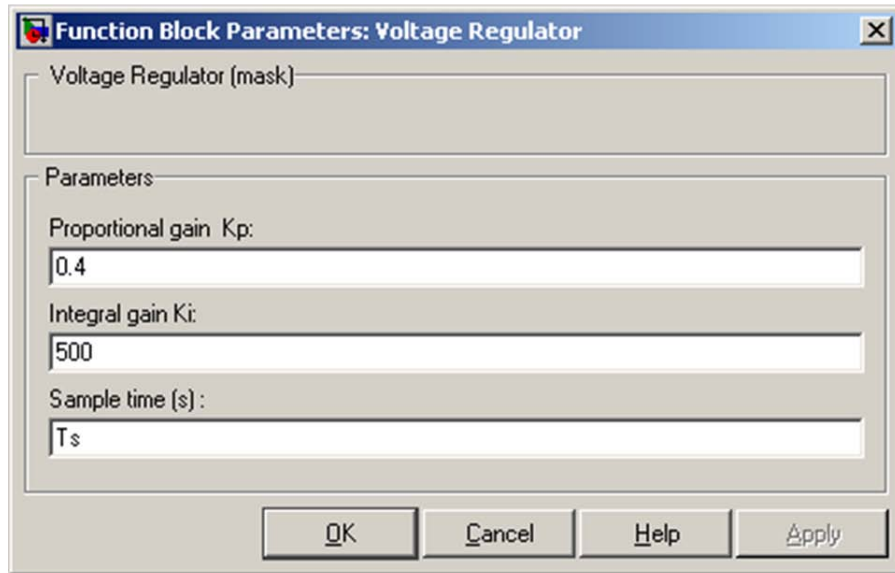 Function Block Parameters: Voltage Regulator
Voltage Regulator (mask)
Parameters
Proportional gain  Kp:
0.4
Integral gain Ki:
500
Sample time (s) :
Ts
OK
Cancel
Help
Apply